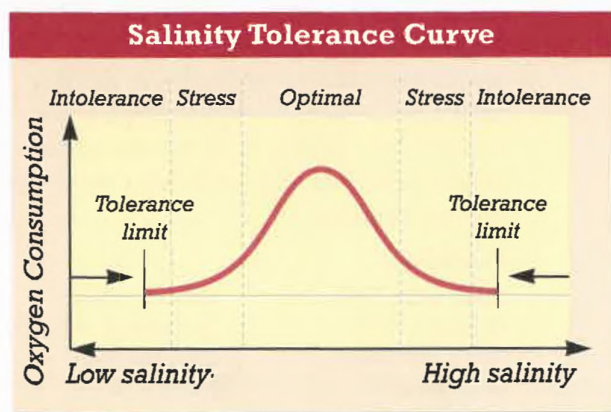 Salinity Tolerance Curve
Intolerance Stress Optimal Stress Intolerance
Oxygen Consumption
Tolerance limit
Tolerance limit
Low salinity
High salinity